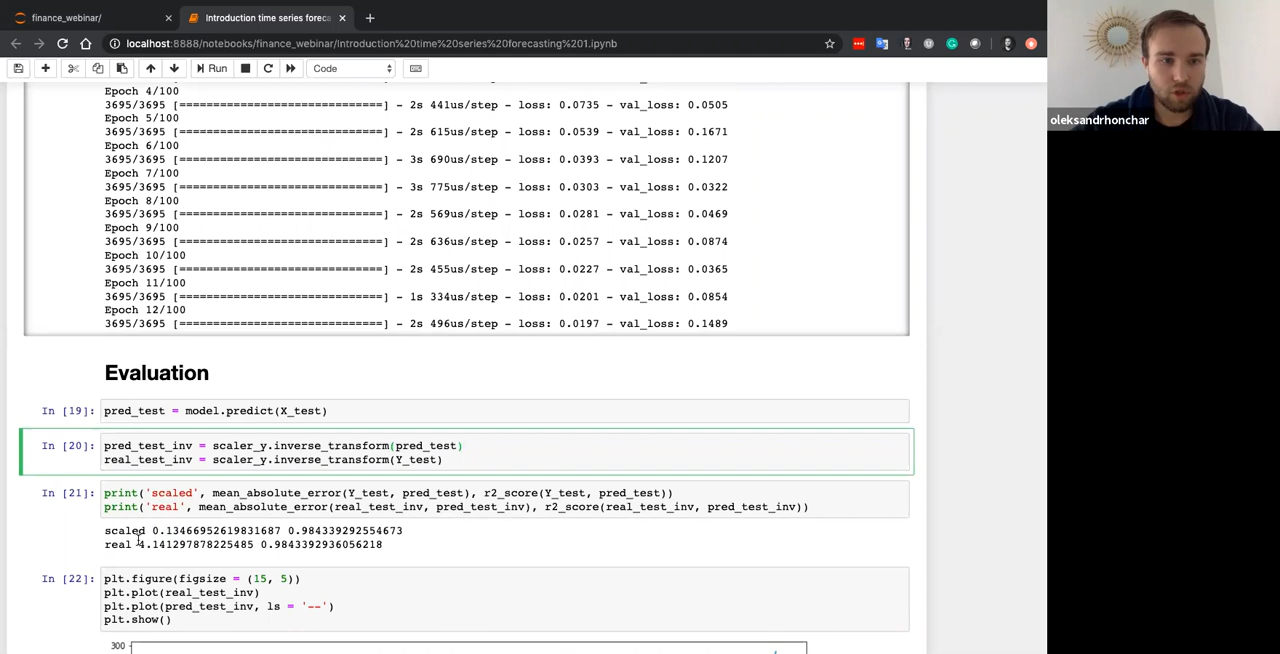 finance_webinar/
Introduction time series foreca
localhost:8888/notebooks/finance_webinar/Introduction%20time%20series%20forecasting%201.ipynb
Run
Code
Epoch 4/100
3695/3695 [==============================] - 2s 441us/step - loss: 0.0735 - val_loss: 0.0505
Epoch 5/100
3695/3695 [==============================] - 2s 615us/step - loss: 0.0539 - val_loss: 0.1671
Epoch 6/100
3695/3695 [==============================] - 3s 690us/step - loss: 0.0393 - val_loss: 0.1207
Epoch 7/100
3695/3695 [==============================] - 3s 775us/step - loss: 0.0303 - val_loss: 0.0322
Epoch 8/100
3695/3695 [==============================] - 2s 569us/step - loss: 0.0281 - val_loss: 0.0469
Epoch 9/100
3695/3695 [==============================] - 2s 636us/step - loss: 0.0257 - val_loss: 0.0874
Epoch 10/100
3695/3695 [==============================] - 2s 455us/step - loss: 0.0227 - val_loss: 0.0365
Epoch 11/100
3695/3695 [==============================] - 1s 334us/step - loss: 0.0201 - val_loss: 0.0854
Epoch 12/100
3695/3695 [==============================] - 2s 496us/step - loss: 0.0197 - val_loss: 0.1489
Evaluation
In [19]: pred_test = model.predict(X_test)
In [20]: pred_test_inv = scaler_y.inverse_transform(pred_test)
real_test_inv = scaler_y.inverse_transform(Y_test)
In [21]: print('scaled', mean_absolute_error(Y_test, pred_test), r2_score(Y_test, pred_test))
print('real', mean_absolute_error(real_test_inv, pred_test_inv), r2_score(real_test_inv, pred_test_inv))
scaled 0.13466952619831687 0.984339292554673
real 4.141297878225485 0.9843392936056218
In [22]: plt.figure(figsize = (15, 5))
plt.plot(real_test_inv)
plt.plot(pred_test_inv, ls = '--')
plt.show()
300
oleksandrhonchar